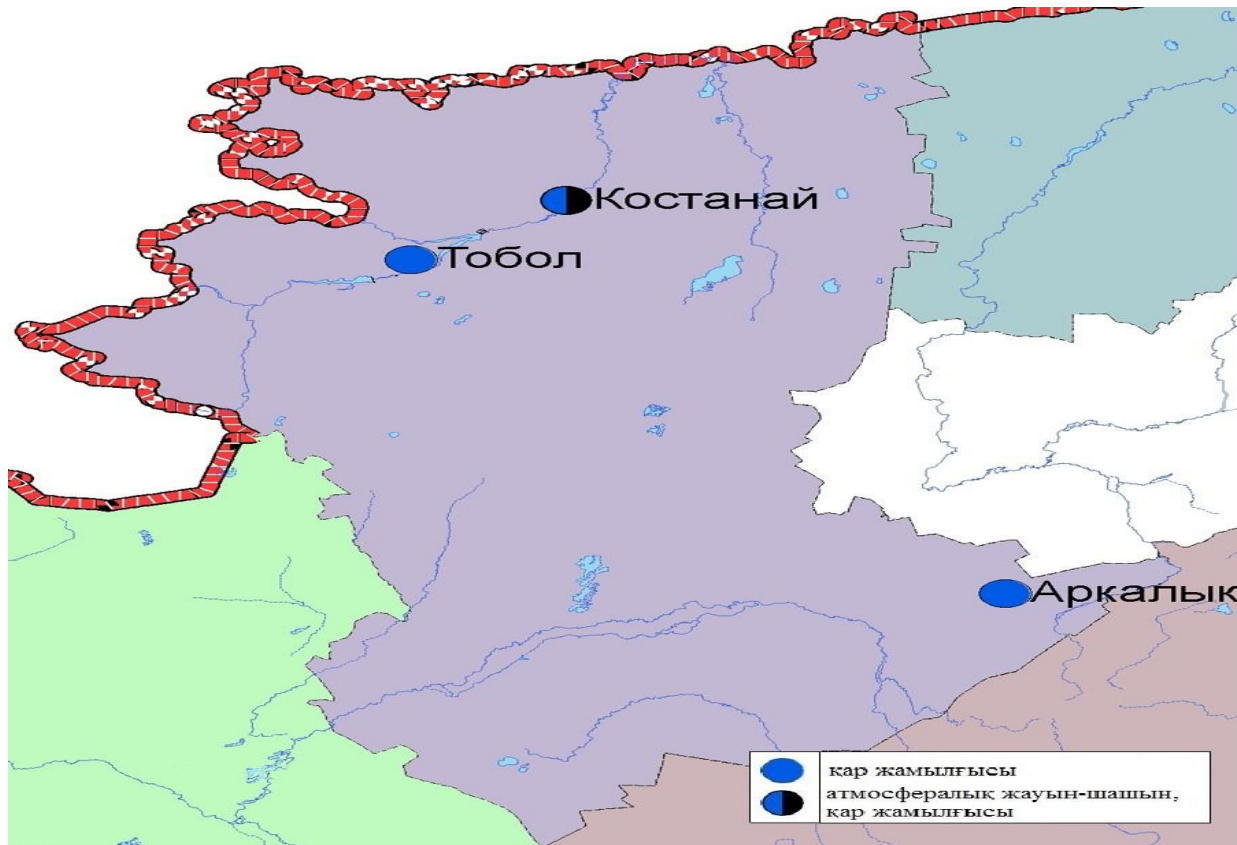 Костанай
Тобол
Аркалык
қар жамылғысы
атмосфералық жауын-шашын,
қар жамылғысы